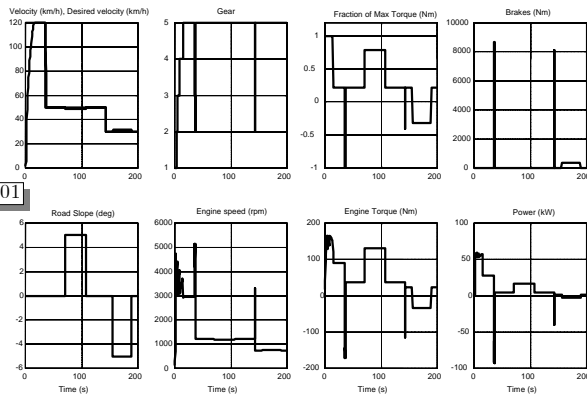 Velocity (km/h), Desired velocity (km/h)
Gear
Fraction of Max Torque (Nm)
Brakes (Nm)
120
100
80
60
40
20
0
0 100 200
5
4
3
2
1
0 100 200
1
0.5
0
-0.5
-1
0 100 200
10000
8000
6000
4000
2000
0
0 100 200
01
Road Slope (deg)
Engine speed (rpm)
Engine Torque (Nm)
Power (kW)
6
4
2
0
-2
-4
-6
0 100 200
Time (s)
6000
5000
4000
3000
2000
1000
0
0 100 200
Time (s)
200
100
0
-100
-200
0 100 200
Time (s)
100
50
0
-50
-100
0 100 200
Time (s)